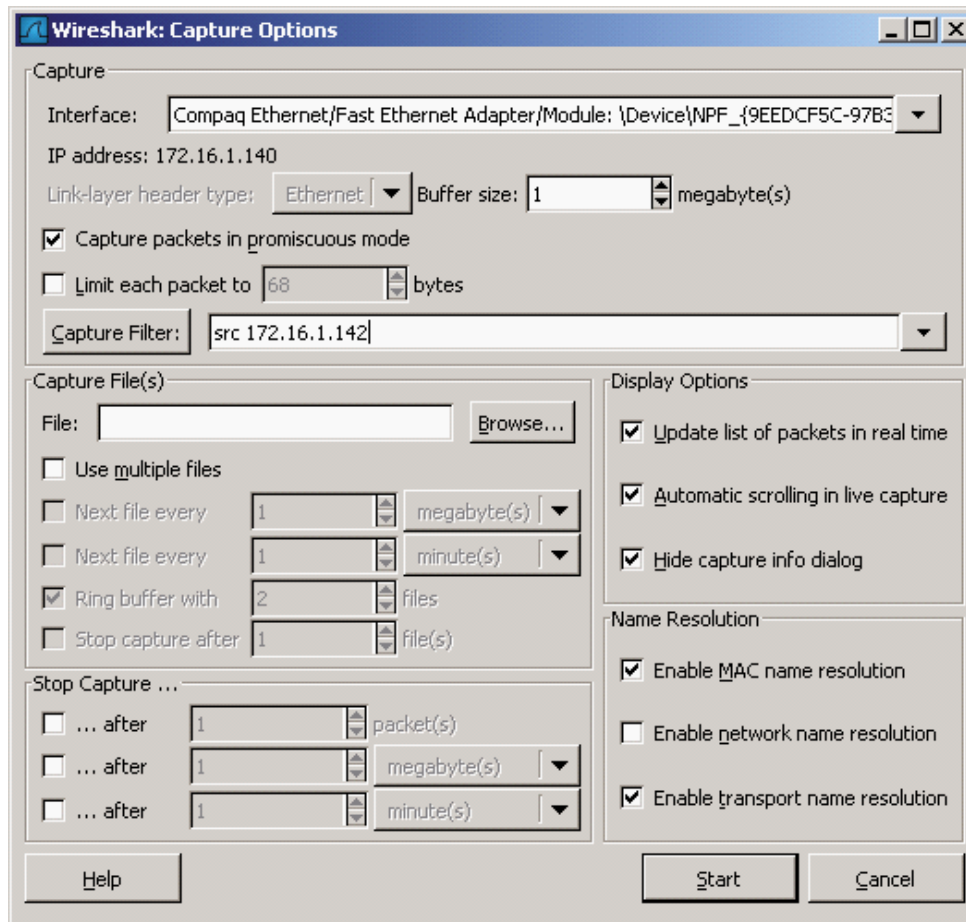 Wireshark: Capture Options
Capture
Interface: Compaq Ethernet/Fast Ethernet Adapter/Module: \Device\NPF_{9EEDCF5C-97B3
IP address: 172.16.1.140
Link-layer header type: Ethernet Buffer size: 1 megabyte(s)
Capture packets in promiscuous mode
Limit each packet to 68 bytes
Capture Filter: src 172.16.1.142
Capture File(s)
File: Browse...
Use multiple files
Next file every 1 megabyte(s)
Next file every 1 minute(s)
Ring buffer with 2 files
Stop capture after 1 file(s)
Stop Capture ...
... after 1 packet(s)
... after 1 megabyte(s)
... after 1 minute(s)
Display Options
Update list of packets in real time
Automatic scrolling in live capture
Hide capture info dialog
Name Resolution
Enable MAC name resolution
Enable network name resolution
Enable transport name resolution
Help Start Cancel